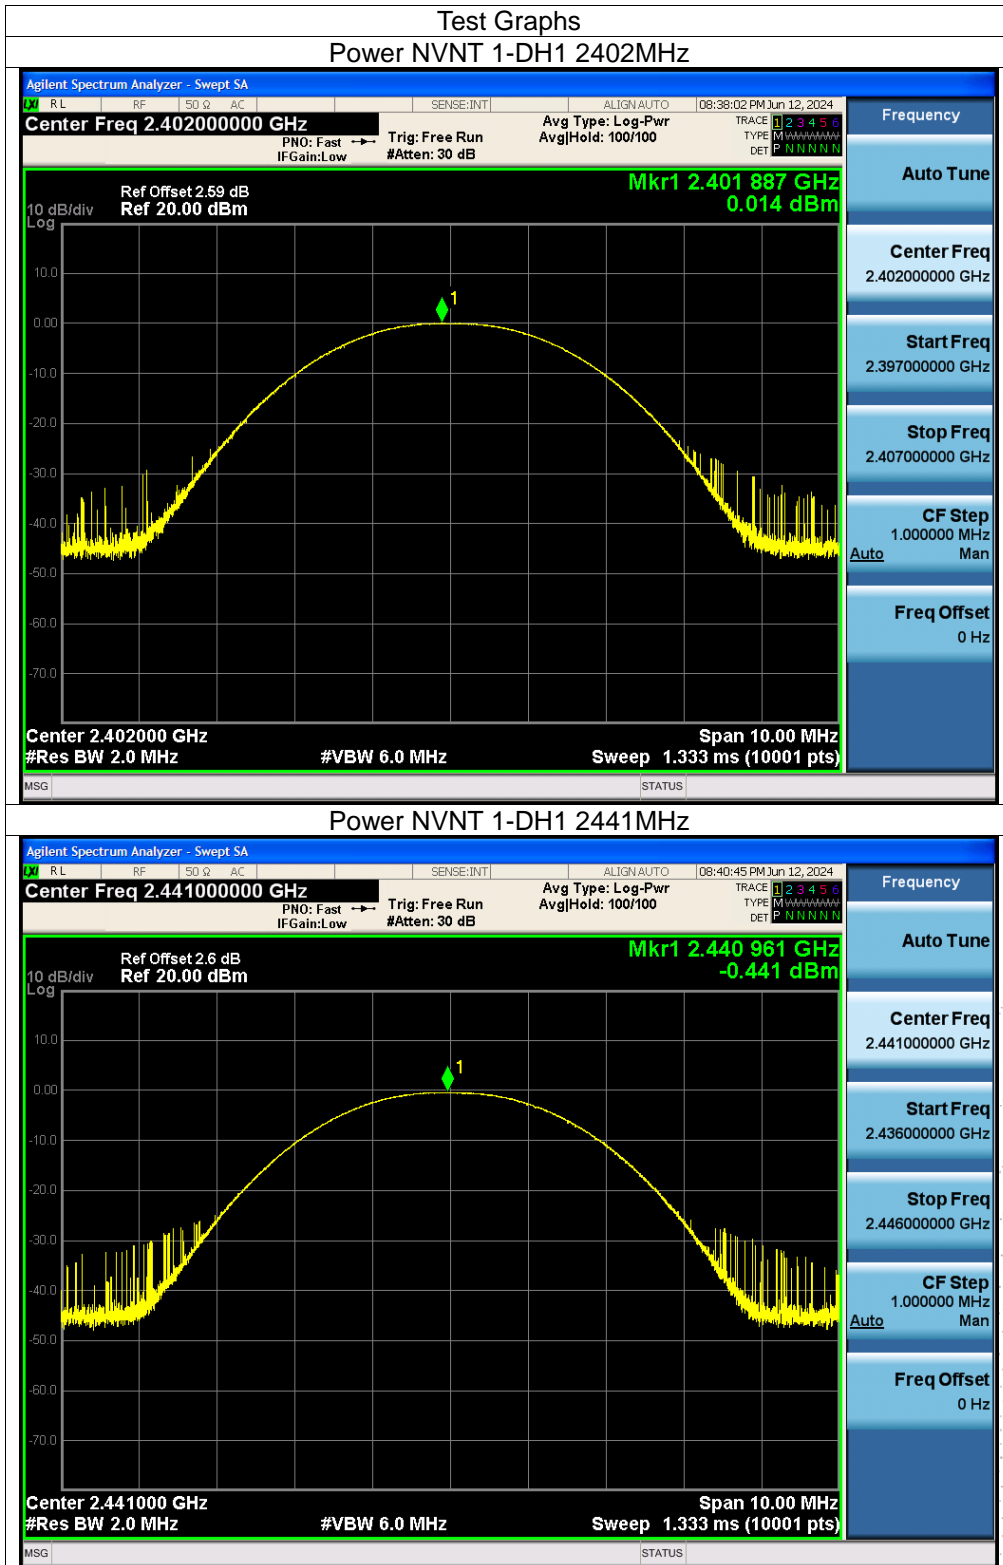 Test Graphs
Power NVNT 1-DH1 2402MHz
Agilent Spectrum Analyzer - Swept SA
LXI RL RF 50 Ω AC SENSE:INT ALIGN AUTO 08:38:02 PM Jun 12, 2024
Center Freq 2.402000000 GHz
PNO: Fast
IFGain:Low
Trig: Free Run
#Atten: 30 dB
Avg Type: Log-Pwr
Avg|Hold: 100/100
TRACE 1 2 3 4 5 6
TYPE M WWWWW
DET P N N N N N
Frequency
Auto Tune
Center Freq
2.402000000 GHz
Start Freq
2.397000000 GHz
Stop Freq
2.407000000 GHz
CF Step
1.000000 MHz
Auto Man
Freq Offset
0 Hz
Mkr1 2.401 887 GHz
0.014 dBm
Ref Offset 2.59 dB
10 dB/div Ref 20.00 dBm
Log
1
10.0
0.00
-10.0
-20.0
-30.0
-40.0
-50.0
-60.0
-70.0
Center 2.402000 GHz Span 10.00 MHz
#Res BW 2.0 MHz #VBW 6.0 MHz Sweep 1.333 ms (10001 pts)
MSG STATUS
Power NVNT 1-DH1 2441MHz
Agilent Spectrum Analyzer - Swept SA
LXI RL RF 50 Ω AC SENSE:INT ALIGN AUTO 08:40:45 PM Jun 12, 2024
Center Freq 2.441000000 GHz
PNO: Fast
IFGain:Low
Trig: Free Run
#Atten: 30 dB
Avg Type: Log-Pwr
Avg|Hold: 100/100
TRACE 1 2 3 4 5 6
TYPE M WWWWW
DET P N N N N N
Frequency
Auto Tune
Center Freq
2.441000000 GHz
Start Freq
2.436000000 GHz
Stop Freq
2.446000000 GHz
CF Step
1.000000 MHz
Auto Man
Freq Offset
0 Hz
Mkr1 2.440 961 GHz
-0.441 dBm
Ref Offset 2.6 dB
10 dB/div Ref 20.00 dBm
Log
1
10.0
0.00
-10.0
-20.0
-30.0
-40.0
-50.0
-60.0
-70.0
Center 2.441000 GHz Span 10.00 MHz
#Res BW 2.0 MHz #VBW 6.0 MHz Sweep 1.333 ms (10001 pts)
MSG STATUS